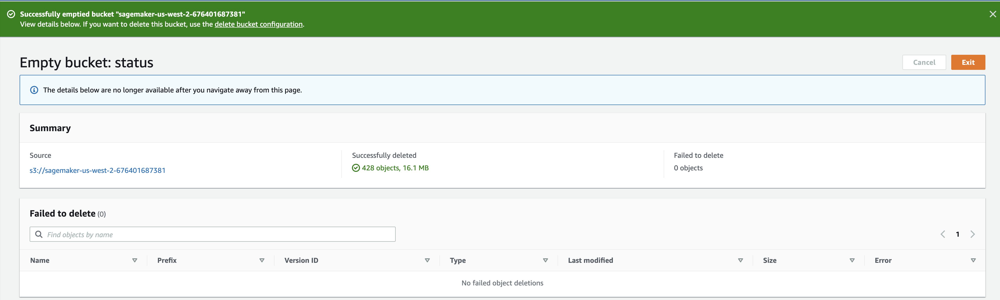 Successfully emptied bucket "sagemaker-us-west-2-676401687381"
View details below. If you want to delete this bucket, use the delete bucket configuration.
Empty bucket: status
Cancel
Exit
The details below are no longer available after you navigate away from this page.
Summary
Source
s3://sagemaker-us-west-2-676401687381
Successfully deleted
428 objects, 16.1 MB
Failed to delete
0 objects
Failed to delete (0)
Find objects by name
1
Name Prefix Version ID Type Last modified Size Error
No failed object deletions